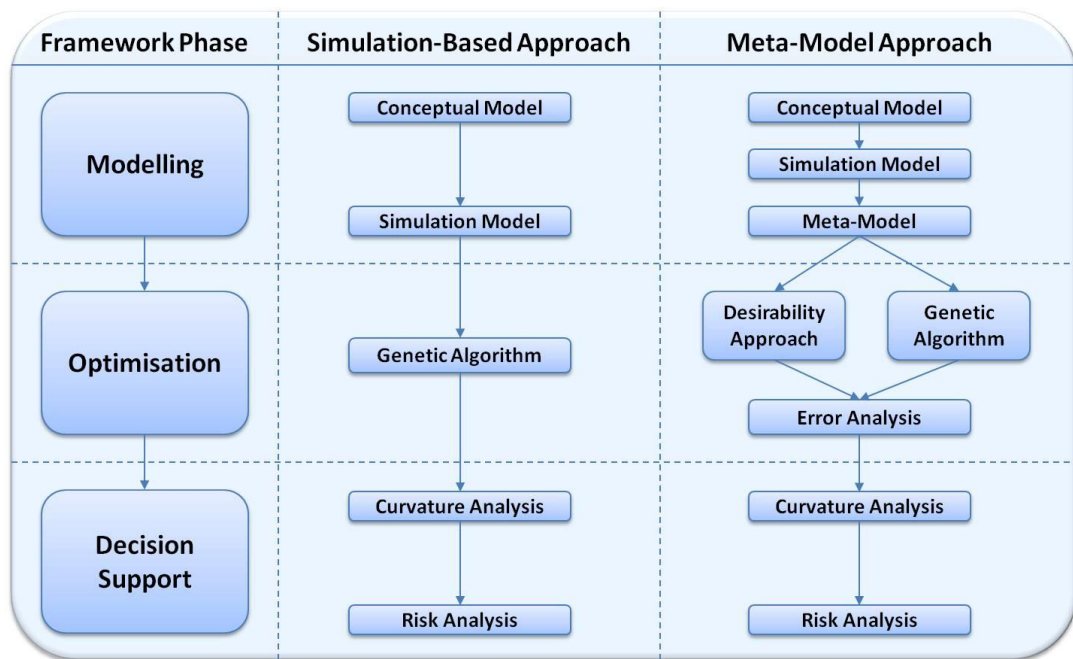 Framework Phase
Simulation-Based Approach
Meta-Model Approach
Modelling
Conceptual Model
Simulation Model
Conceptual Model
Simulation Model
Meta-Model
Optimisation
Genetic Algorithm
Desirability
Approach
Genetic
Algorithm
Error Analysis
Decision
Support
Curvature Analysis
Risk Analysis
Curvature Analysis
Risk Analysis